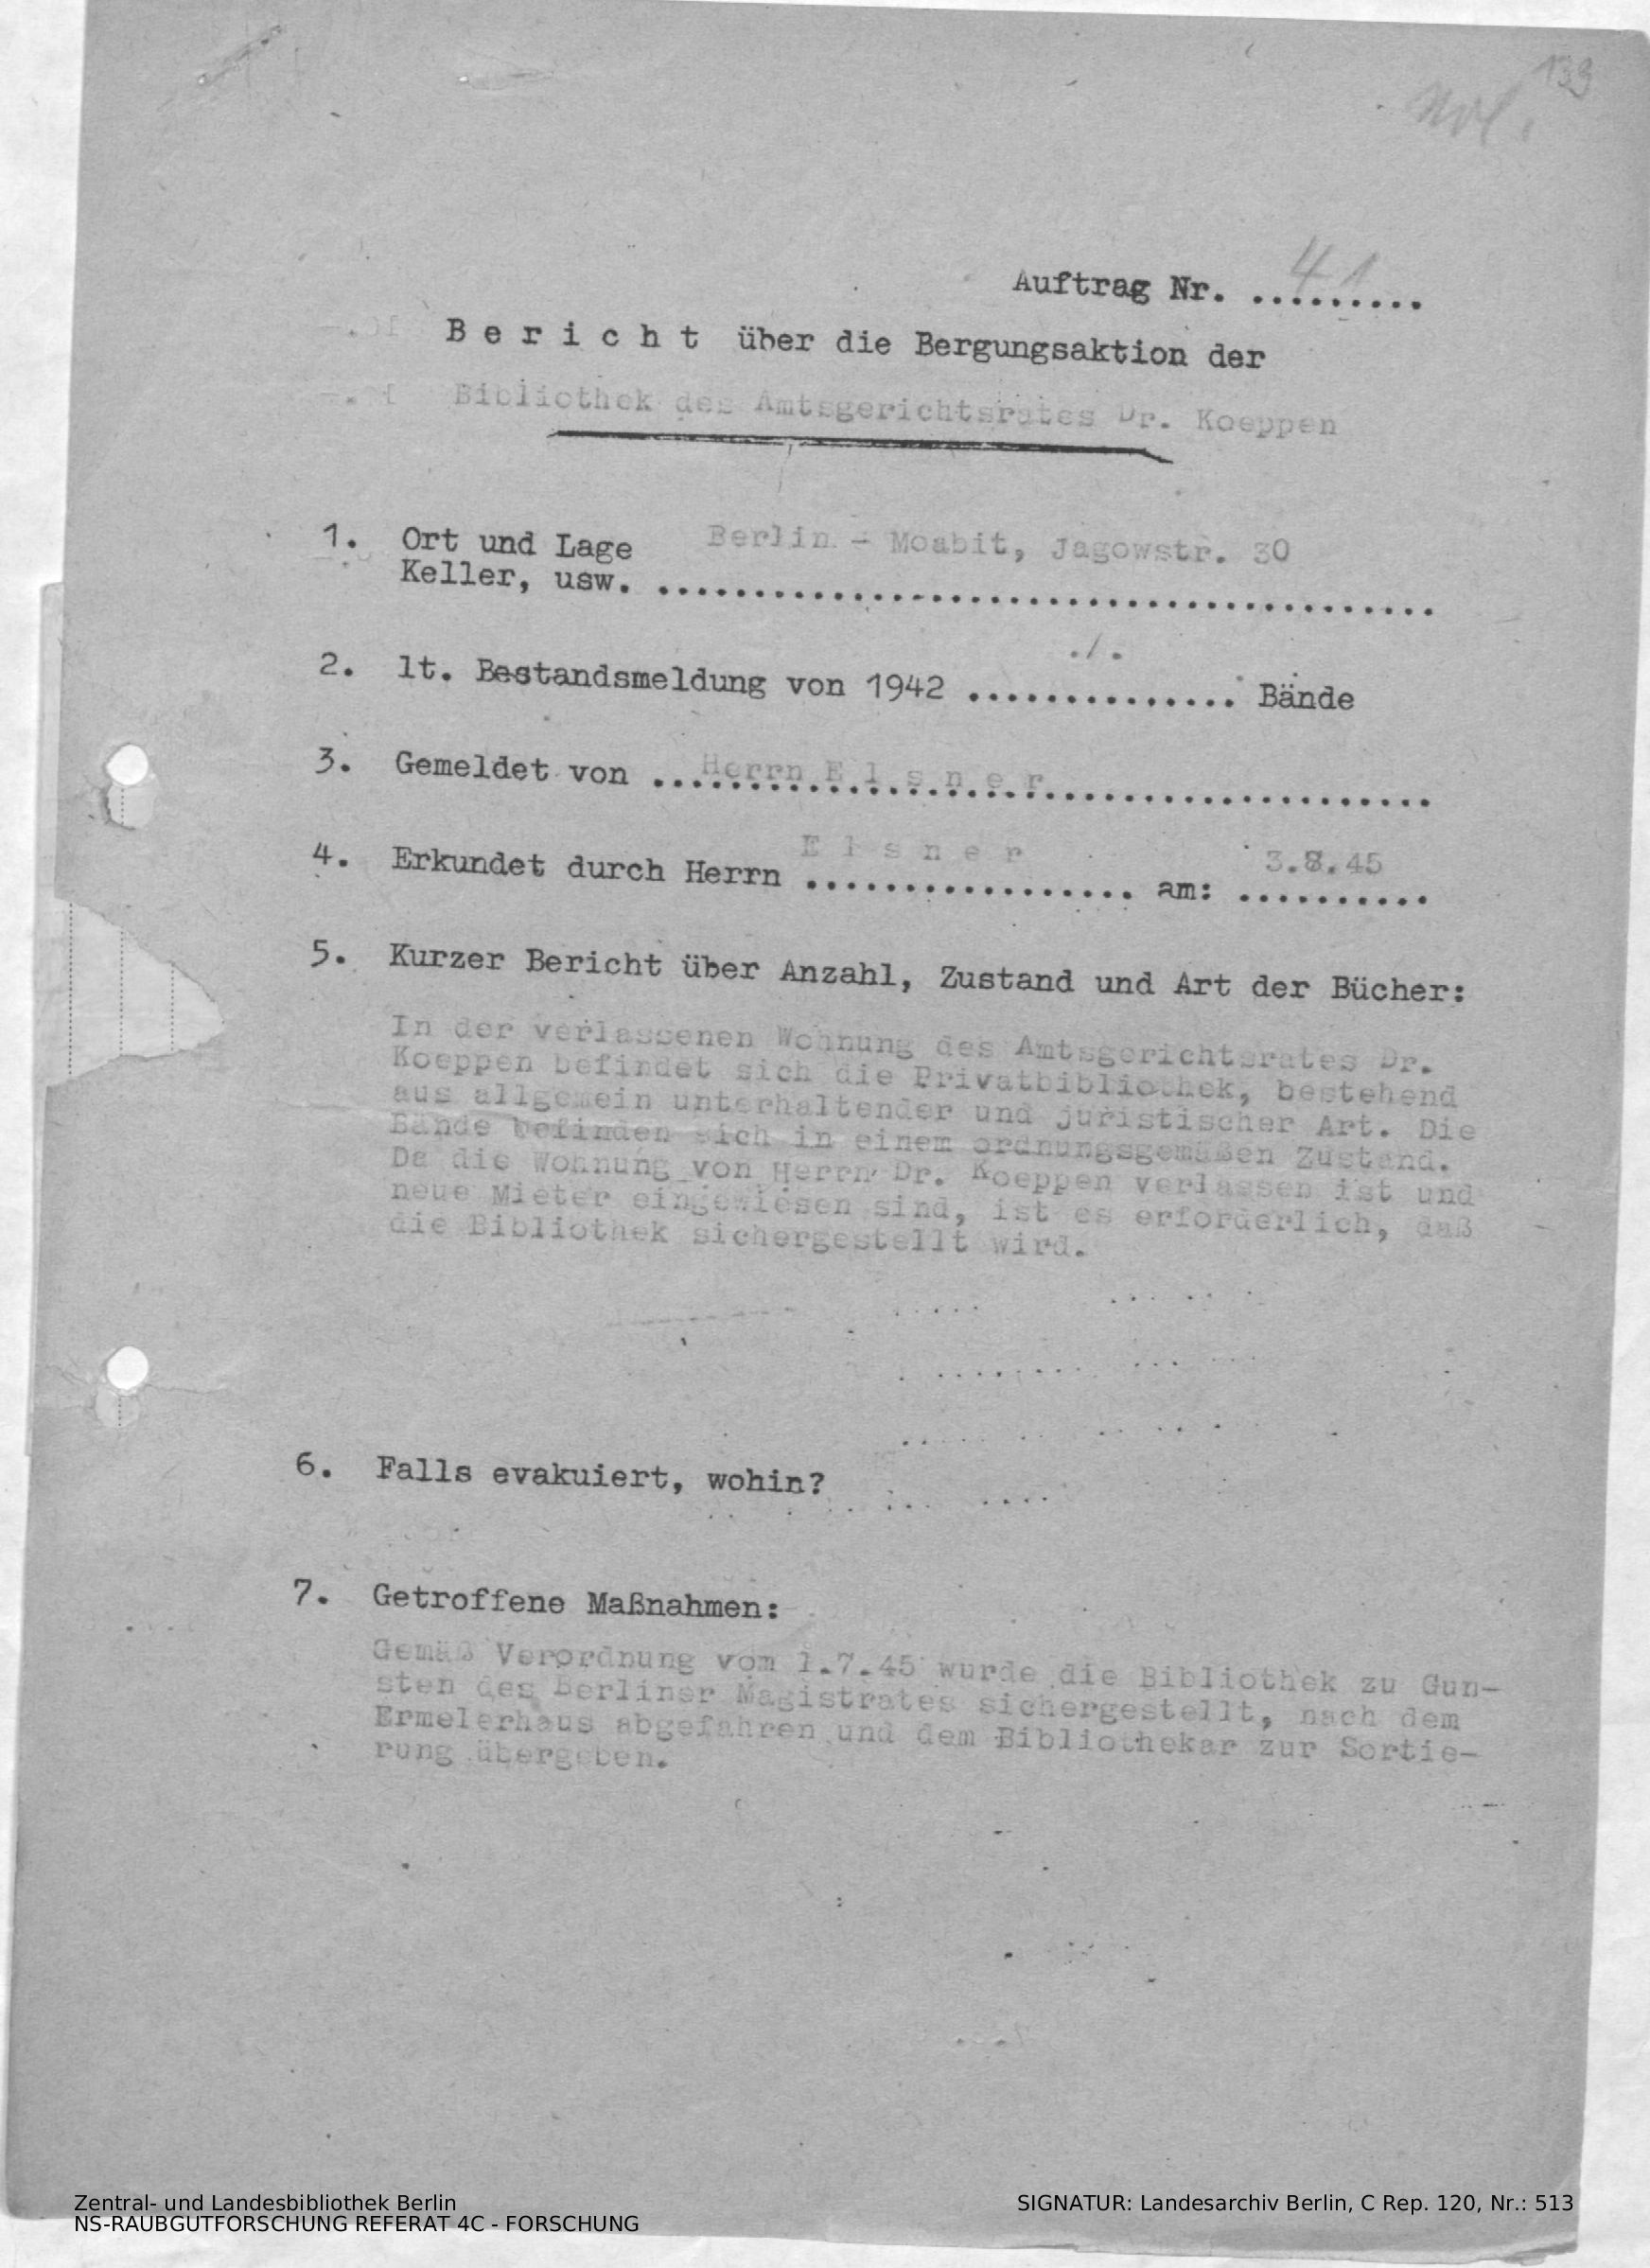 139
Auftrag Nr. ...41...
B e r i c h t über die Bergungsaktion der
Bibliothek des Amtsgerichtsrates Dr. Koeppen
1. Ort und Lage Berlin - Moabit, Jagowstr. 30
Keller, usw. ........................................
2. lt. Bestandsmeldung von 1942 ......./....... Bände
3. Gemeldet von ...Herrn E l s n e r....................
4. Erkundet durch Herrn E l s n e r am: 3.8.45
5. Kurzer Bericht über Anzahl, Zustand und Art der Bücher:
In der verlassenen Wohnung des Amtsgerichtsrates Dr.
Koeppen befindet sich die Privatbibliothek, bestehend
aus allgemein unterhaltender und juristischer Art. Die
Bände befinden sich in einem ordnungsgemäßen Zustand.
Da die Wohnung von Herrn Dr. Koeppen verlassen ist und
neue Mieter eingewiesen sind, ist es erforderlich, daß
die Bibliothek sichergestellt wird.
6. Falls evakuiert, wohin?
7. Getroffene Maßnahmen:
Gemäß Verordnung vom 1.7.45 wurde die Bibliothek zu Gun-
sten des Berliner Magistrates sichergestellt, nach dem
Ermelerhaus abgefahren und dem Bibliothekar zur Sortie-
rung übergeben.
Zentral- und Landesbibliothek Berlin
NS-RAUBGUTFORSCHUNG REFERAT 4C - FORSCHUNG
SIGNATUR: Landesarchiv Berlin, C Rep. 120, Nr.: 513